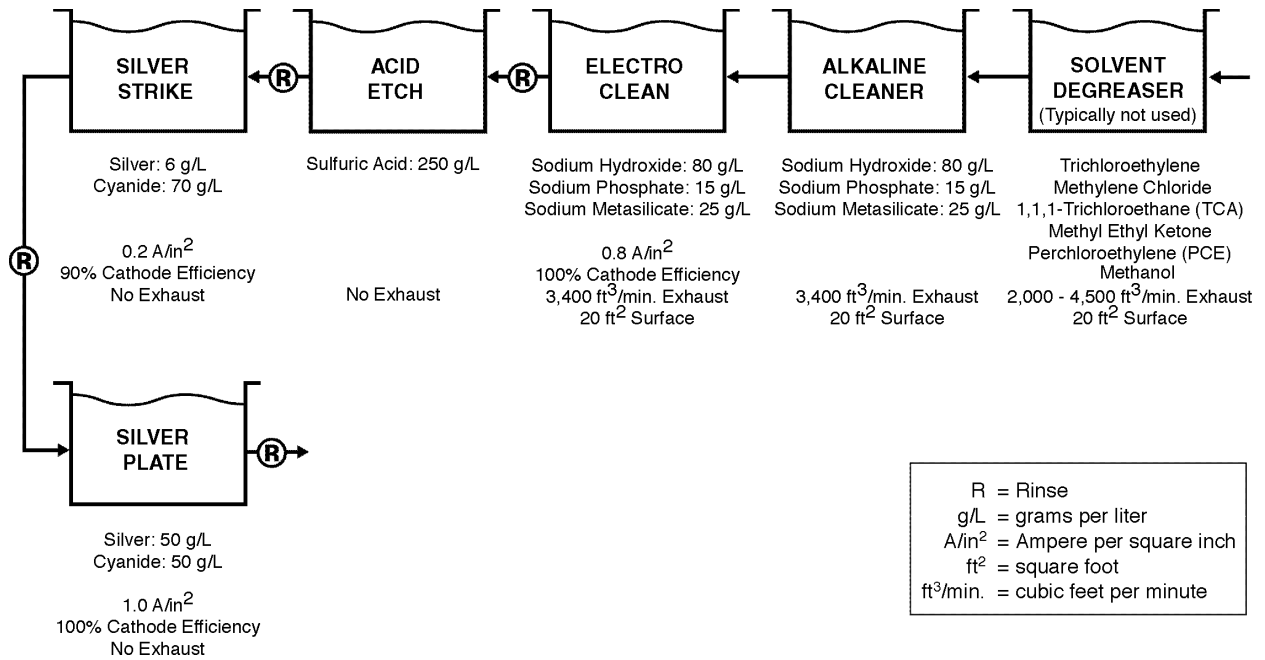 SILVER
STRIKE
R
ACID
ETCH
R
ELECTRO
CLEAN
ALKALINE
CLEANER
SOLVENT
DEGREASER
(Typically not used)
Silver: 6 g/L
Cyanide: 70 g/L
0.2 A/in²
90% Cathode Efficiency
No Exhaust
Sulfuric Acid: 250 g/L
No Exhaust
Sodium Hydroxide: 80 g/L
Sodium Phosphate: 15 g/L
Sodium Metasilicate: 25 g/L
0.8 A/in²
100% Cathode Efficiency
3,400 ft³/min. Exhaust
20 ft² Surface
Sodium Hydroxide: 80 g/L
Sodium Phosphate: 15 g/L
Sodium Metasilicate: 25 g/L
3,400 ft³/min. Exhaust
20 ft² Surface
Trichloroethylene
Methylene Chloride
1,1,1-Trichloroethane (TCA)
Methyl Ethyl Ketone
Perchloroethylene (PCE)
Methanol
2,000 - 4,500 ft³/min. Exhaust
20 ft² Surface
R
SILVER
PLATE
R
Silver: 50 g/L
Cyanide: 50 g/L
1.0 A/in²
100% Cathode Efficiency
No Exhaust
R = Rinse
g/L = grams per liter
A/in² = Ampere per square inch
ft² = square foot
ft³/min. = cubic feet per minute